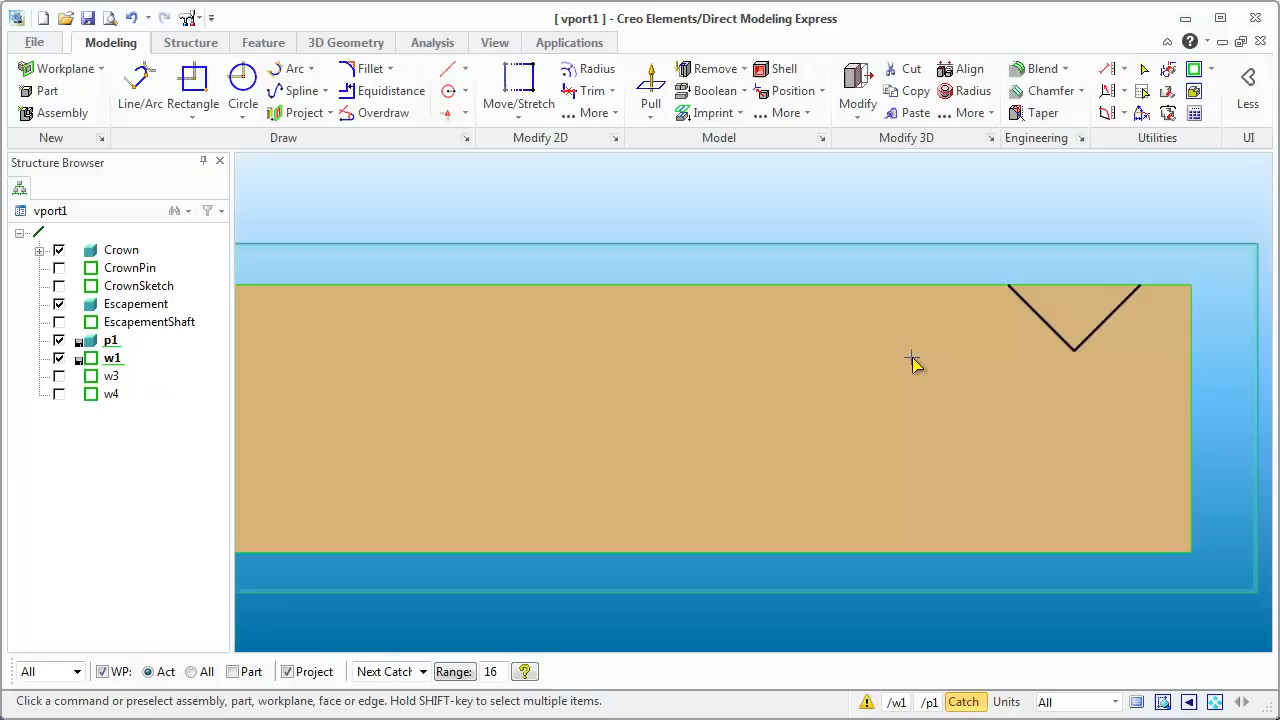 [ vport1 ] - Creo Elements/Direct Modeling Express
File Modeling Structure Feature 3D Geometry Analysis View Applications
Workplane Part Assembly
New
Line/Arc Rectangle Circle
Arc Fillet
Spline Equidistance
Project Overdraw
Draw
Move/Stretch
Radius
Trim
More
Modify 2D
Pull
Remove Shell
Boolean Position
Imprint More
Model
Modify
Cut Align
Copy Radius
Paste More
Modify 3D
Blend
Chamfer
Taper
Engineering
Utilities
Less
UI
Structure Browser
vport1
Crown
CrownPin
CrownSketch
Escapement
EscapementShaft
p1
w1
w3
w4
All WP: Act All Part Project Next Catch Range: 16 ?
Click a command or preselect assembly, part, workplane, face or edge. Hold SHIFT-key to select multiple items. /w1 /p1 Catch Units All